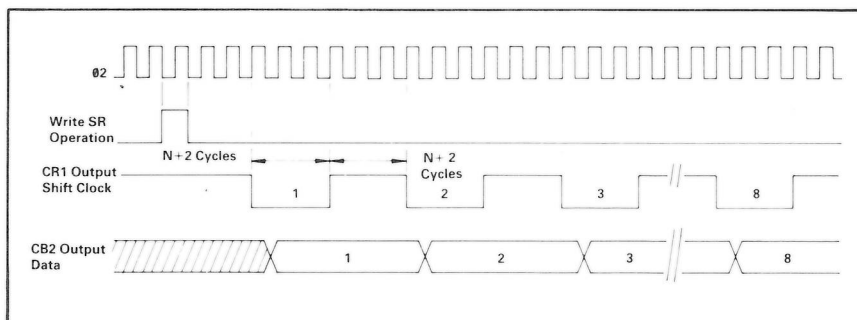 Ø2
Write SR
Operation
N+2 Cycles
N+ 2
Cycles
CR1 Output
Shift Clock
1
2
3
8
CB2 Output
Data
1
2
3
8